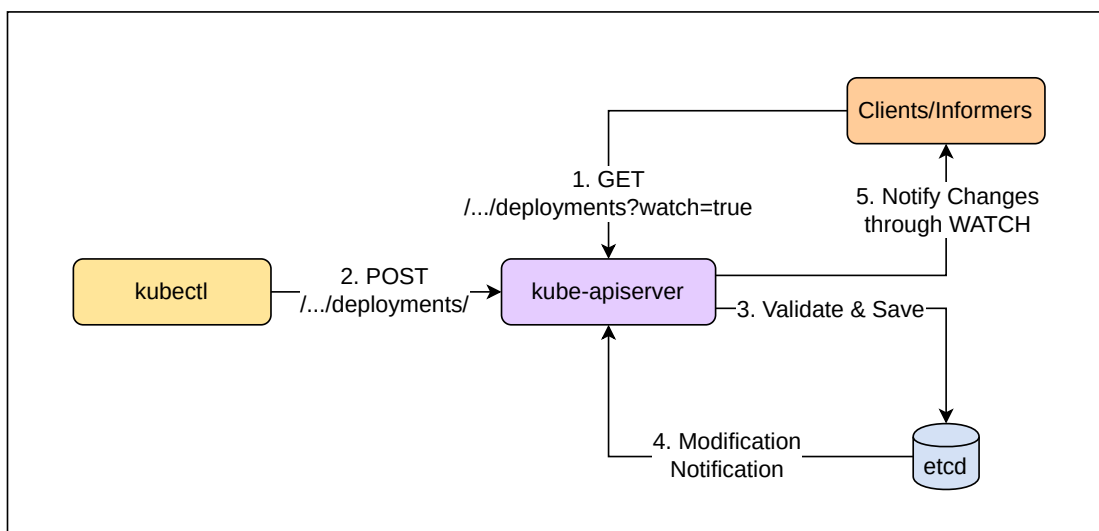 Clients/Informers
1. GET
/.../deployments?watch=true
5. Notify Changes
through WATCH
kubectl
2. POST
/.../deployments/
kube-apiserver
3. Validate & Save
4. Modification
Notification
etcd